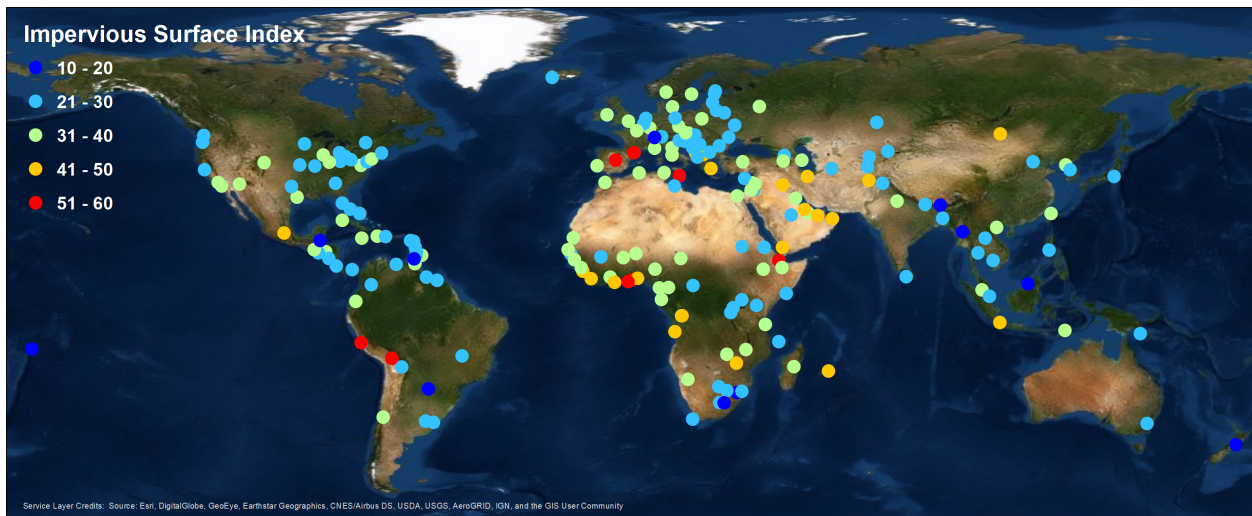 Impervious Surface Index
10 - 20
21 - 30
31 - 40
41 - 50
51 - 60
Service Layer Credits: Source: Esri, DigitalGlobe, GeoEye, Earthstar Geographics, CNES/Airbus DS, USDA, USGS, AeroGRID, IGN, and the GIS User Community